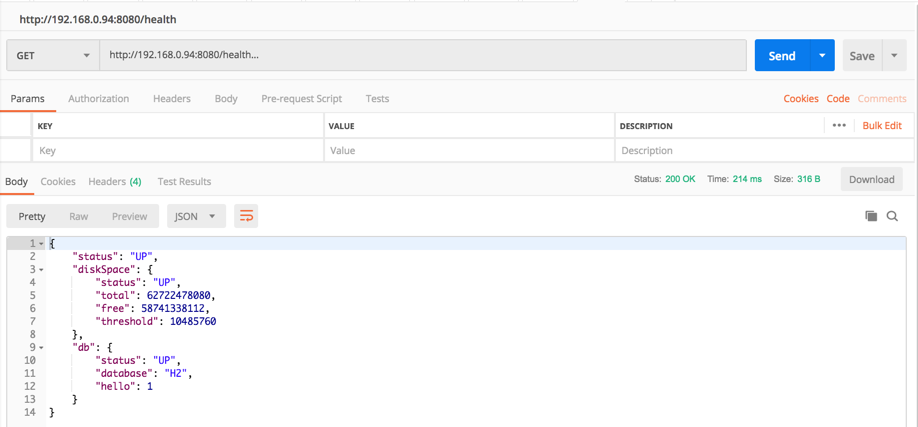 http://192.168.0.94:8080/health
GET http://192.168.0.94:8080/health... Send Save
Params Authorization Headers Body Pre-request Script Tests Cookies Code Comments
KEY VALUE DESCRIPTION ••• Bulk Edit
Key Value Description
Body Cookies Headers (4) Test Results Status: 200 OK Time: 214 ms Size: 316 B Download
Pretty Raw Preview JSON
1 {
2 "status": "UP",
3 "diskSpace": {
4 "status": "UP",
5 "total": 62722478080,
6 "free": 58741338112,
7 "threshold": 10485760
8 },
9 "db": {
10 "status": "UP",
11 "database": "H2",
12 "hello": 1
13 }
14 }